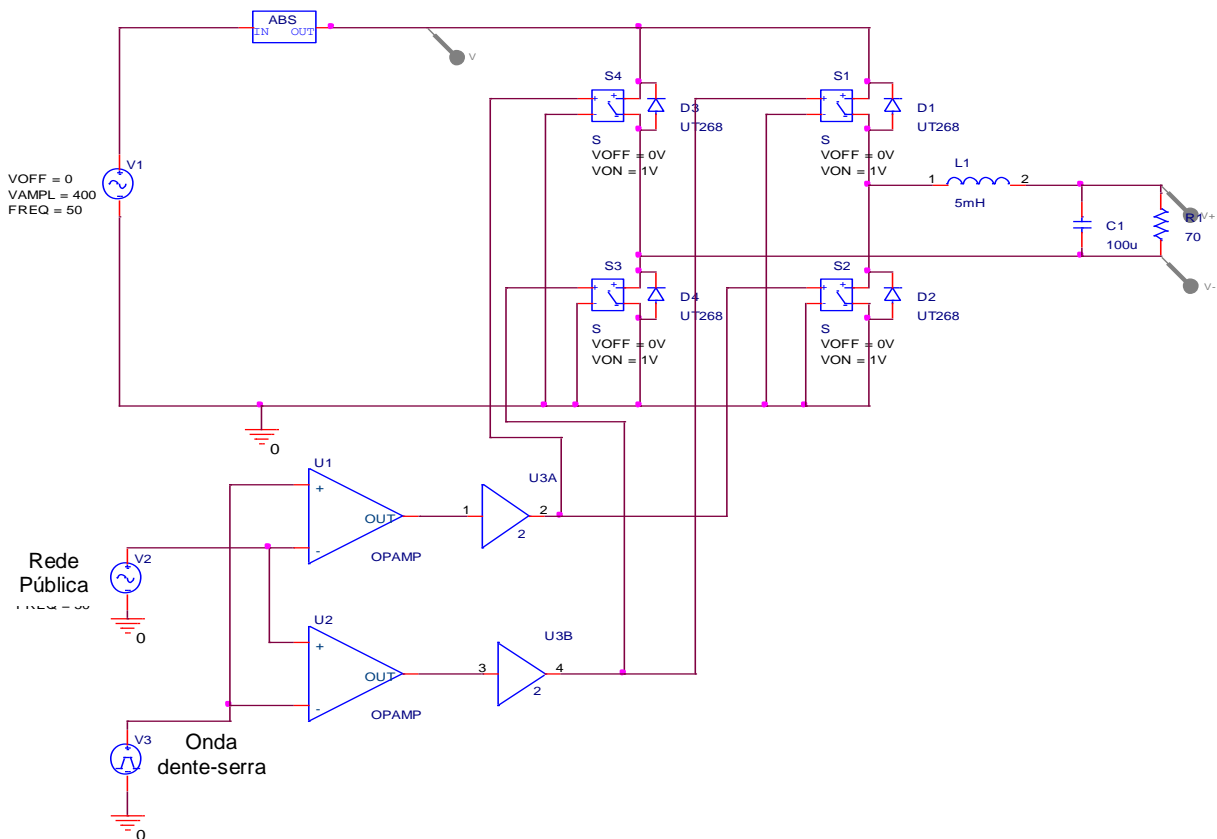 ABS
IN OUT
V
S4
S1
D3
UT268
D1
UT268
S
VOFF = 0V
VON = 1V
S
VOFF = 0V
VON = 1V
V1
VOFF = 0
VAMPL = 400
FREQ = 50
L1
1 2
5mH
V+
R1
70
C1
100u
V-
S3
S2
D4
UT268
D2
UT268
S
VOFF = 0V
VON = 1V
S
VOFF = 0V
VON = 1V
0
U1
+
-
OUT
OPAMP
U3A
1 2
2
V2
Rede
Pública
0
U2
+
-
OUT
OPAMP
U3B
3 4
2
V3
Onda
dente-serra
0